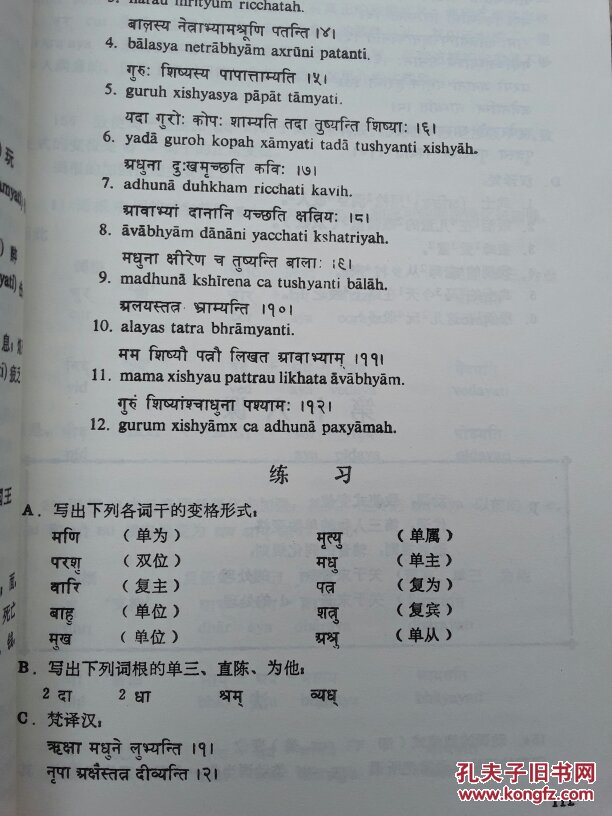 narau mrityum ricchatah.
बालस्य नेत्राभ्यामश्रूणि पतन्ति ।४।
4. bālasya netrābhyām axrūni patanti.
गुरुः शिष्यस्य पापात्ताम्यति ।५।
5. guruh xishyasya pāpāt tāmyati.
यदा गुरोः कोपः शाम्यति तदा तुष्यन्ति शिष्याः ।६।
6. yadā guroh kopah xāmyati tadā tushyanti xishyāh.
अधुना दुःखमृच्छति कविः ।७।
7. adhunā duhkham ricchati kavih.
आवाभ्यां दानानि यच्छति क्षत्रियः ।८।
8. āvābhyām dānāni yacchati kshatriyah.
मधुना क्षीरेण च तुष्यन्ति बालाः ।९।
9. madhunā kshīrena ca tushyanti bālāh.
अलयस्तत्र भ्राम्यन्ति ।१०।
10. alayas tatra bhrāmyanti.
मम शिष्यौ पत्त्रौ लिखत आवाभ्याम् ।११।
11. mama xishyau pattrau likhata āvābhyām.
गुरुं शिष्यांश्चाधुना पश्यामः ।१२।
12. gurum xishyāmx ca adhunā paxyāmah.
练 习
A. 写出下列各词干的变格形式:
मणि (单为) मृत्यु (单属)
परशु (双位) मधु (单主)
वारि (复主) पत्र (复为)
बाहु (单位) शत्रु (复宾)
मुख (单位) अश्रु (单从)
B. 写出下列词根的单三、直陈、为他:
2 दा 2 धा श्रम् व्यध्
C. 梵译汉:
ऋक्षा मधुने लुभ्यन्ति ।१।
नृपा अक्षैस्तत्र दीव्यन्ति ।२।
孔夫子旧书网
www.kongfz.com